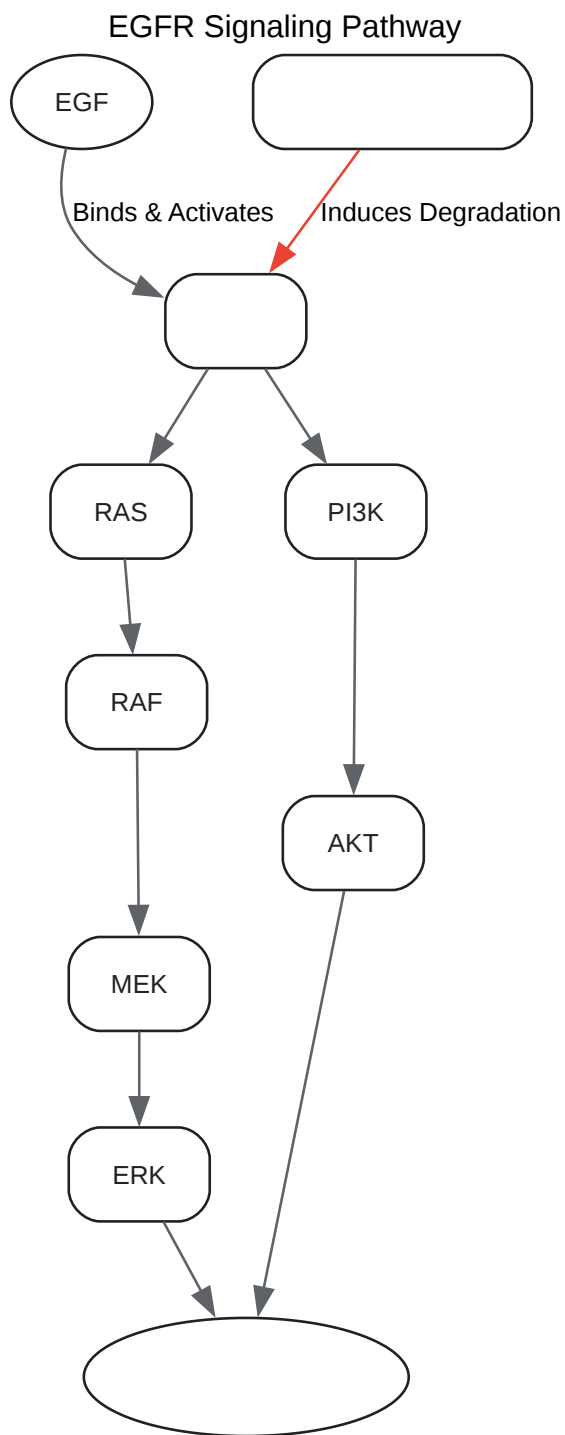 EGFR Signaling Pathway
EGF
Binds & Activates
Induces Degradation
RAS
PI3K
RAF
AKT
MEK
ERK